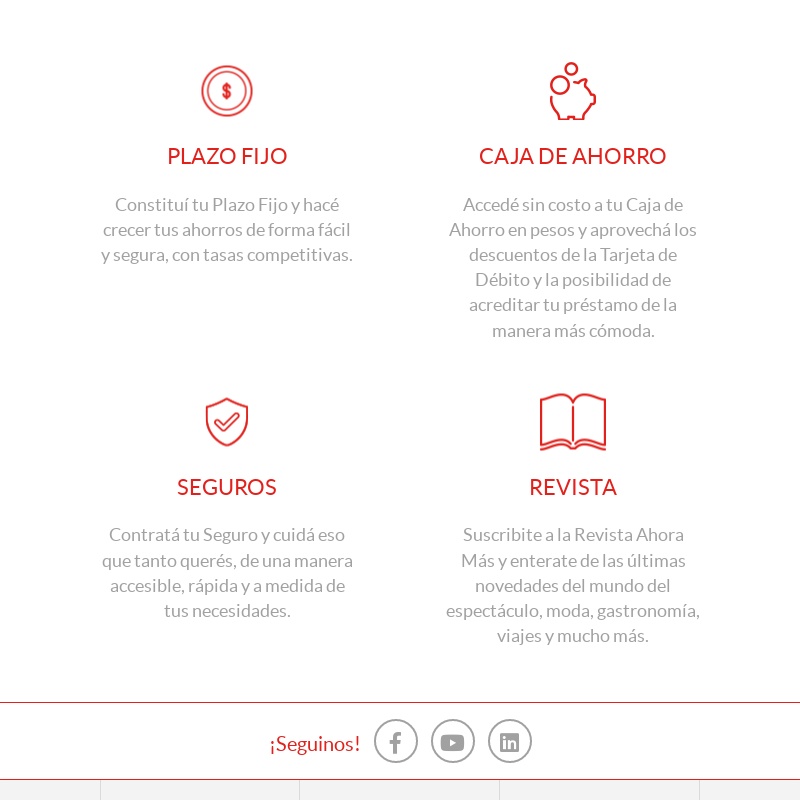 PLAZO FIJO
Constituí tu Plazo Fijo y hacé
crecer tus ahorros de forma fácil
y segura, con tasas competitivas.
CAJA DE AHORRO
Accedé sin costo a tu Caja de
Ahorro en pesos y aprovechá los
descuentos de la Tarjeta de
Débito y la posibilidad de
acreditar tu préstamo de la
manera más cómoda.
SEGUROS
Contratá tu Seguro y cuidá eso
que tanto querés, de una manera
accesible, rápida y a medida de
tus necesidades.
REVISTA
Suscribite a la Revista Ahora
Más y enterate de las últimas
novedades del mundo del
espectáculo, moda, gastronomía,
viajes y mucho más.
¡Seguinos!